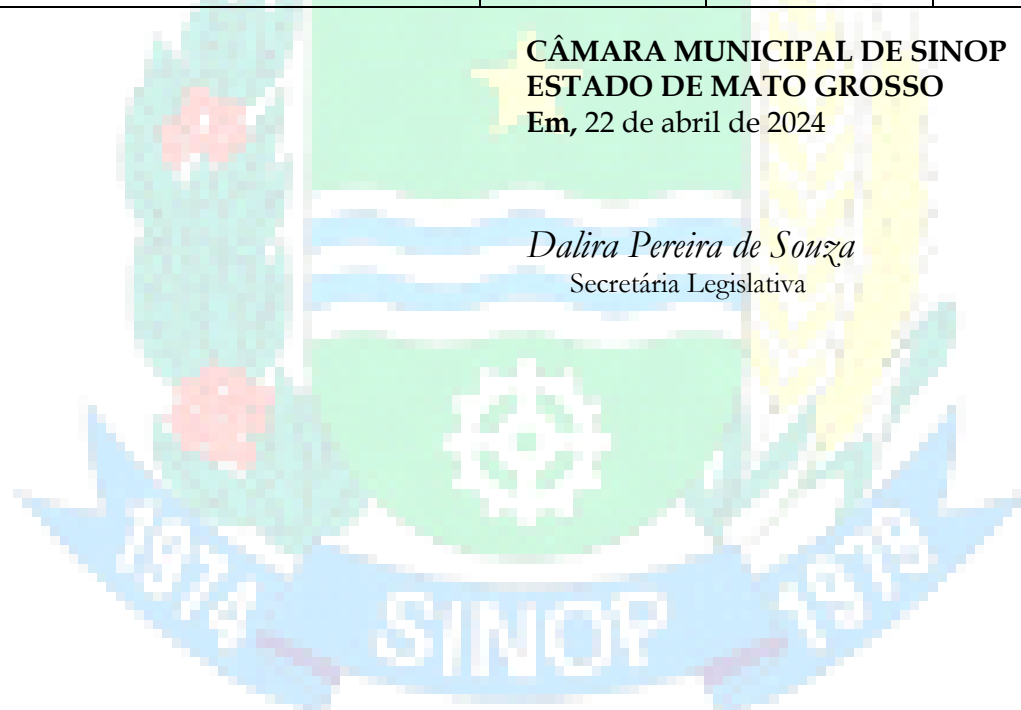 CÂMARA MUNICIPAL DE SINOP
ESTADO DE MATO GROSSO
Em, 22 de abril de 2024
Dalira Pereira de Souza
Secretária Legislativa
1974
SINOP
1979